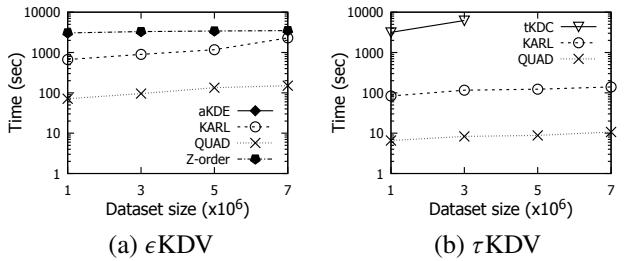 10000
1000
100
10
1
Time (sec)
aKDE
KARL
QUAD
Z-order
1 3 5 7
Dataset size (x10⁶)
(a) ϵKDV
10000
1000
100
10
1
Time (sec)
tKDC
KARL
QUAD
1 3 5 7
Dataset size (x10⁶)
(b) τKDV